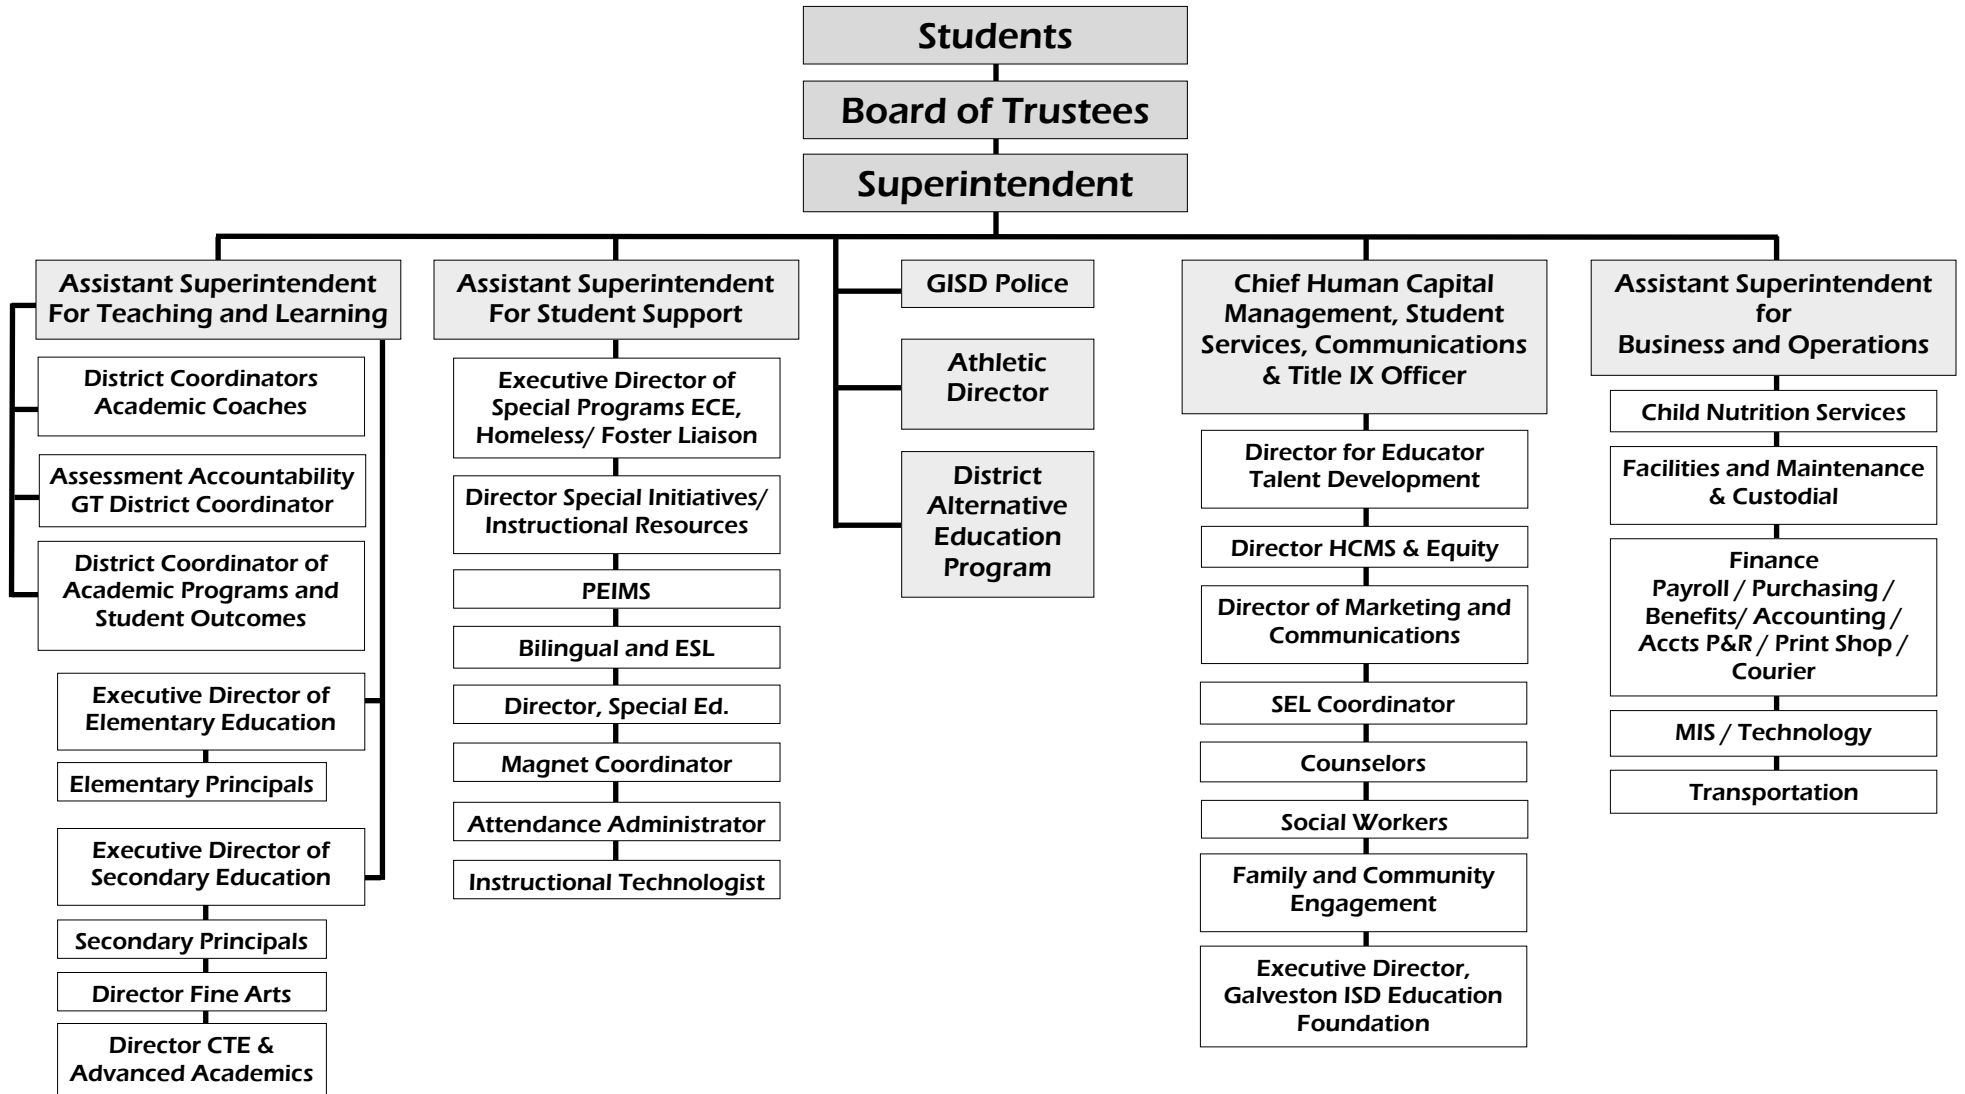 Students
Board of Trustees
Superintendent
Assistant Superintendent
For Teaching and Learning
District Coordinators
Academic Coaches
Assessment Accountability
GT District Coordinator
District Coordinator of
Academic Programs and
Student Outcomes
Executive Director of
Elementary Education
Elementary Principals
Executive Director of
Secondary Education
Secondary Principals
Director Fine Arts
Director CTE &
Advanced Academics
Assistant Superintendent
For Student Support
Executive Director of
Special Programs ECE,
Homeless/ Foster Liaison
Director Special Initiatives/
Instructional Resources
PEIMS
Bilingual and ESL
Director, Special Ed.
Magnet Coordinator
Attendance Administrator
Instructional Technologist
GISD Police
Athletic
Director
District
Alternative
Education
Program
Chief Human Capital
Management, Student
Services, Communications
& Title IX Officer
Director for Educator
Talent Development
Director HCMS & Equity
Director of Marketing and
Communications
SEL Coordinator
Counselors
Social Workers
Family and Community
Engagement
Executive Director,
Galveston ISD Education
Foundation
Assistant Superintendent
for
Business and Operations
Child Nutrition Services
Facilities and Maintenance
& Custodial
Finance
Payroll / Purchasing /
Benefits/ Accounting /
Accts P&R / Print Shop /
Courier
MIS / Technology
Transportation